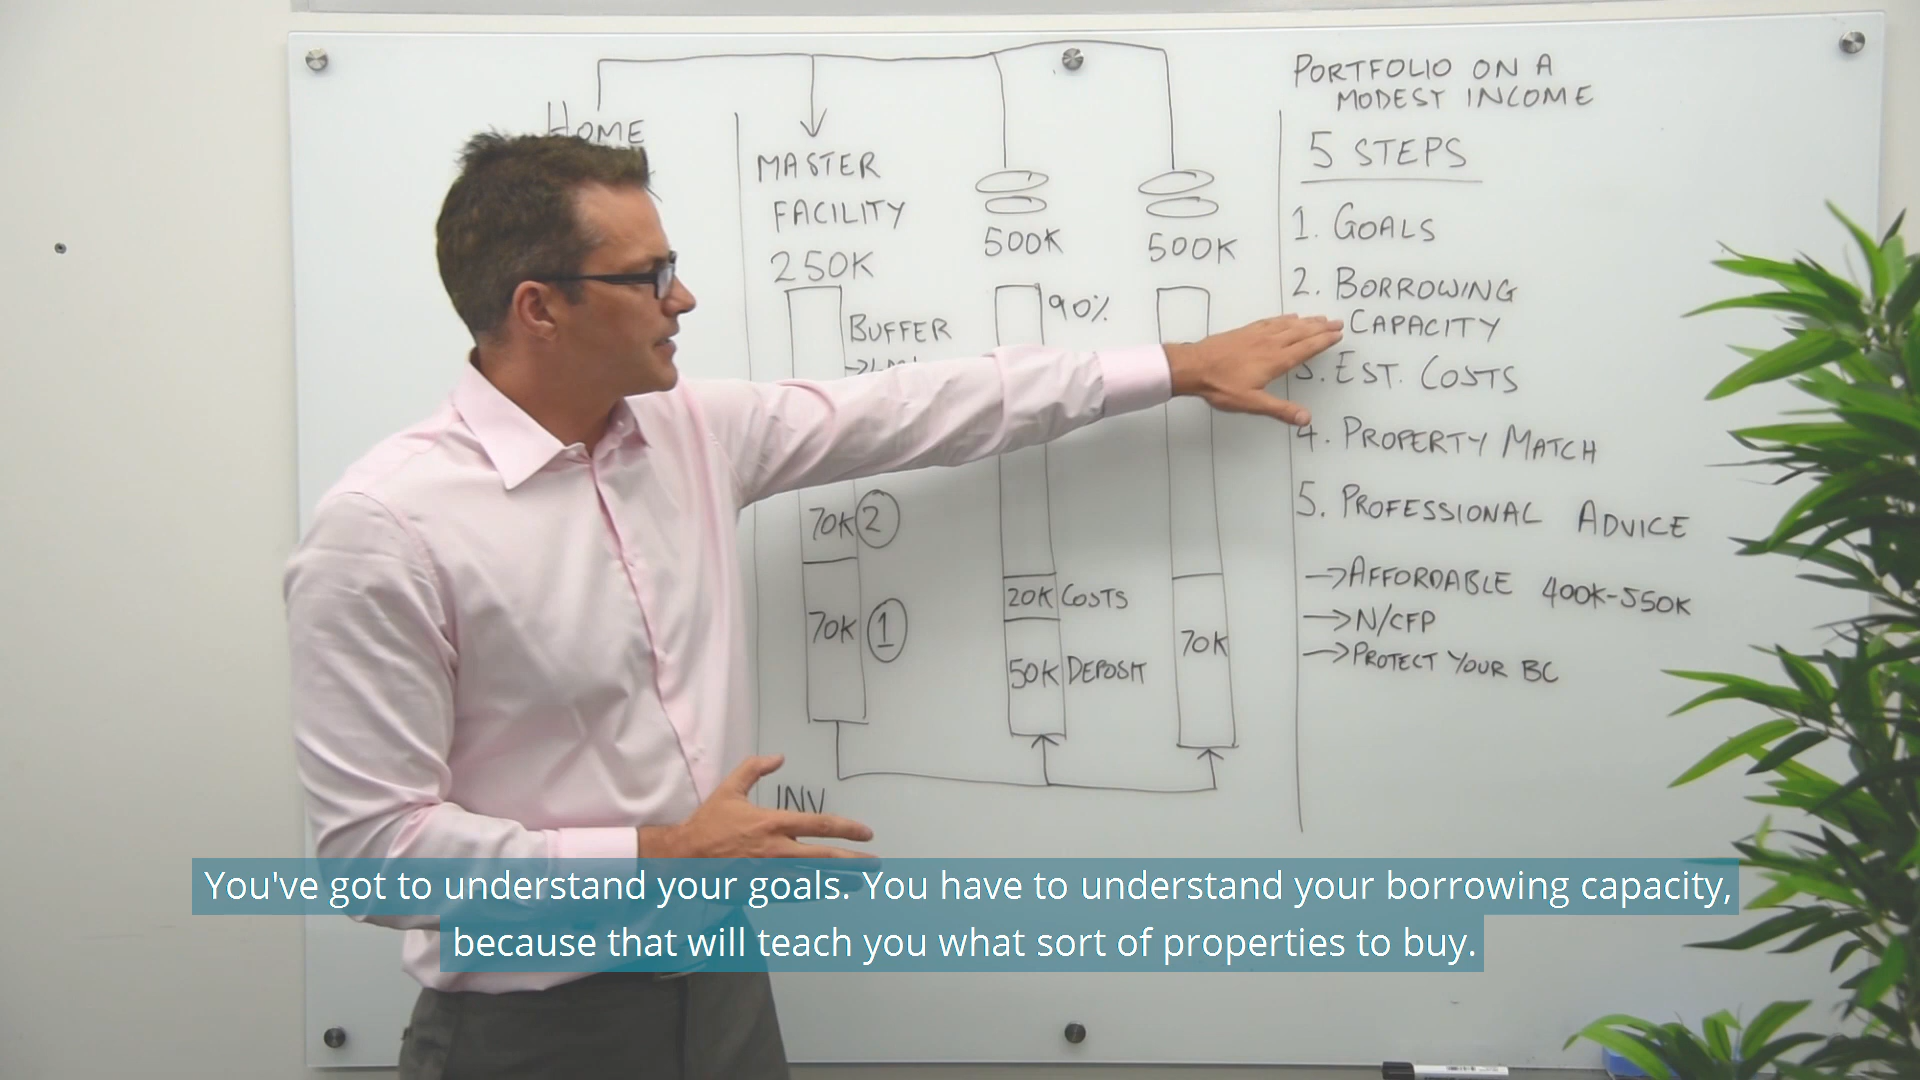 HOME
MASTER
FACILITY
250K
BUFFER
70K 2
70K 1
INV
500K
90%
20K COSTS
50K DEPOSIT
500K
70K
PORTFOLIO ON A
MODEST INCOME
5 STEPS
1. GOALS
2. BORROWING
CAPACITY
3. EST. COSTS
4. PROPERTY MATCH
5. PROFESSIONAL ADVICE
→AFFORDABLE 400K-550K
→N/CFP
→PROTECT YOUR BC
You've got to understand your goals. You have to understand your borrowing capacity,
because that will teach you what sort of properties to buy.